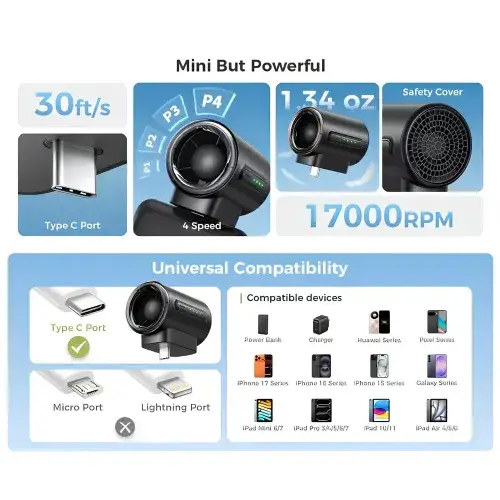 Mini But Powerful
30ft/s
Type C Port
P1
P2
P3
P4
4 Speed
1.34 oz
Safety Cover
17000RPM
Universal Compatibility
Type C Port
Micro Port
Lightning Port
| Compatible devices
Power Bank
Charger
Huawei Series
Pixel Series
iPhone 17 Series
iPhone 16 Series
iPhone 15 Series
Galaxy Series
iPad Mini 6/7
iPad Pro 3/4/5/6/7
iPad 10/11
iPad Air 4/5/6